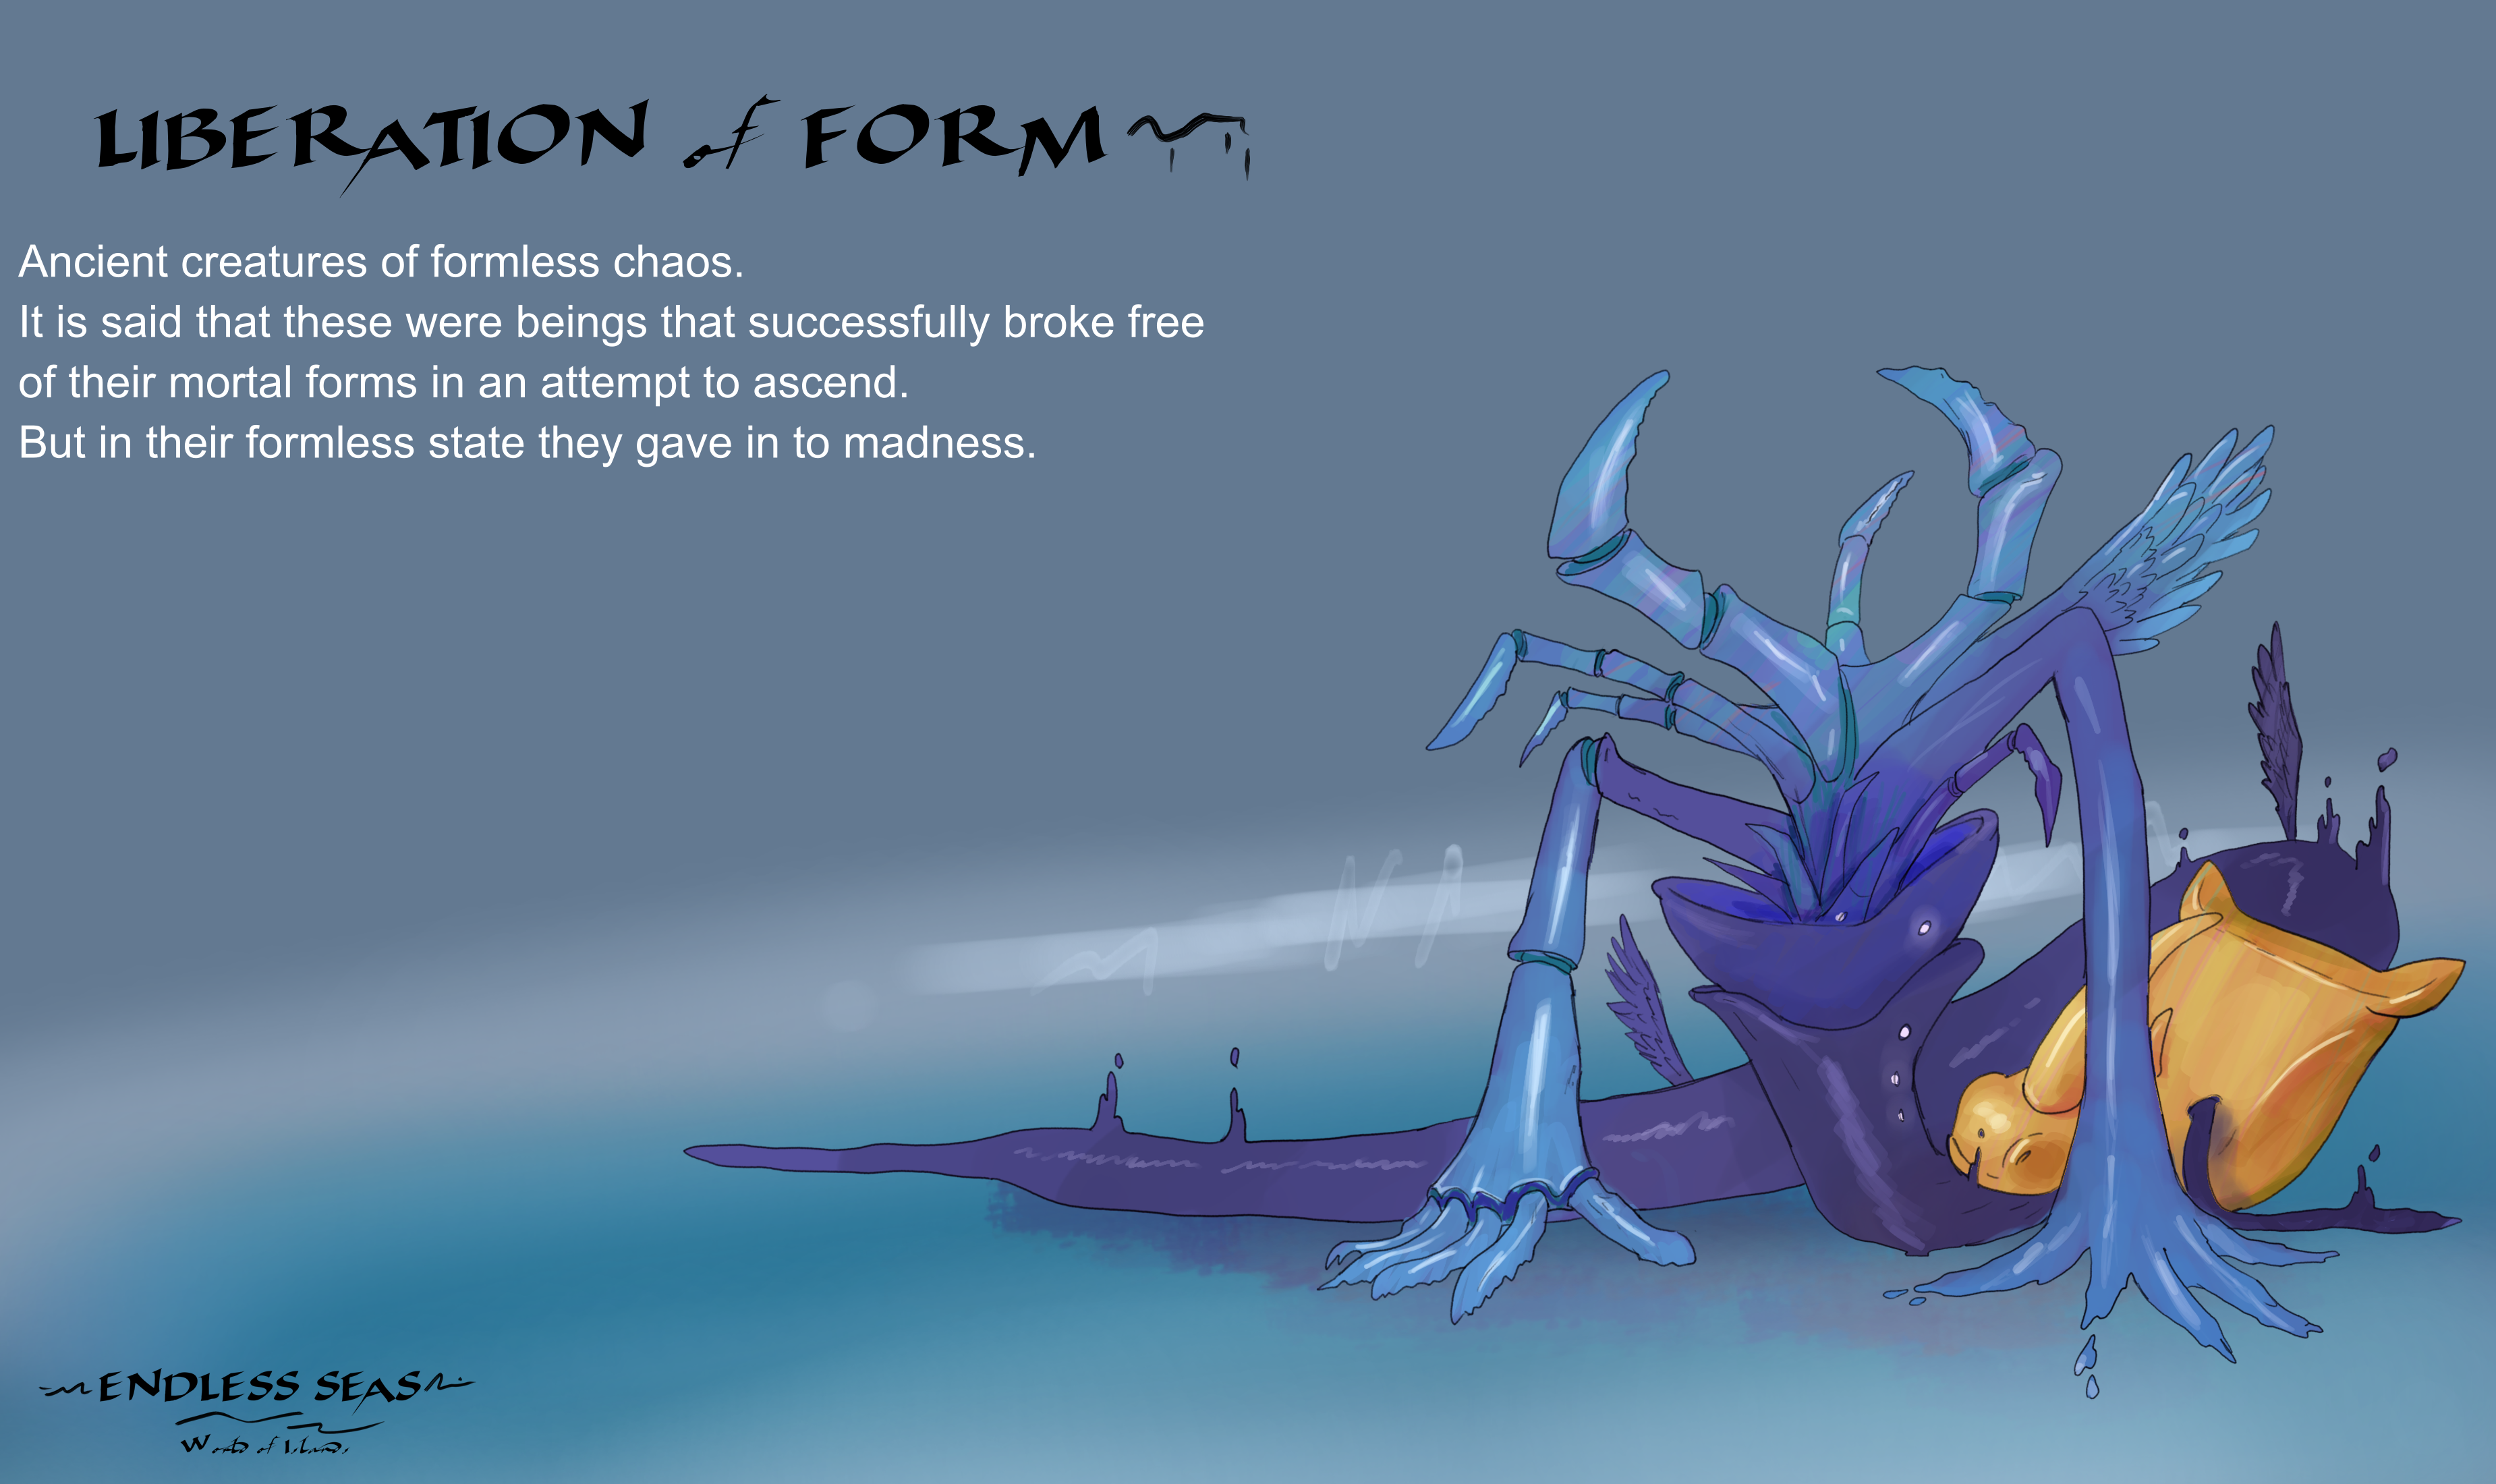 LIBERATION of FORM
Ancient creatures of formless chaos.
It is said that these were beings that successfully broke free
of their mortal forms in an attempt to ascend.
But in their formless state they gave in to madness.
ENDLESS SEAS
World of Islands